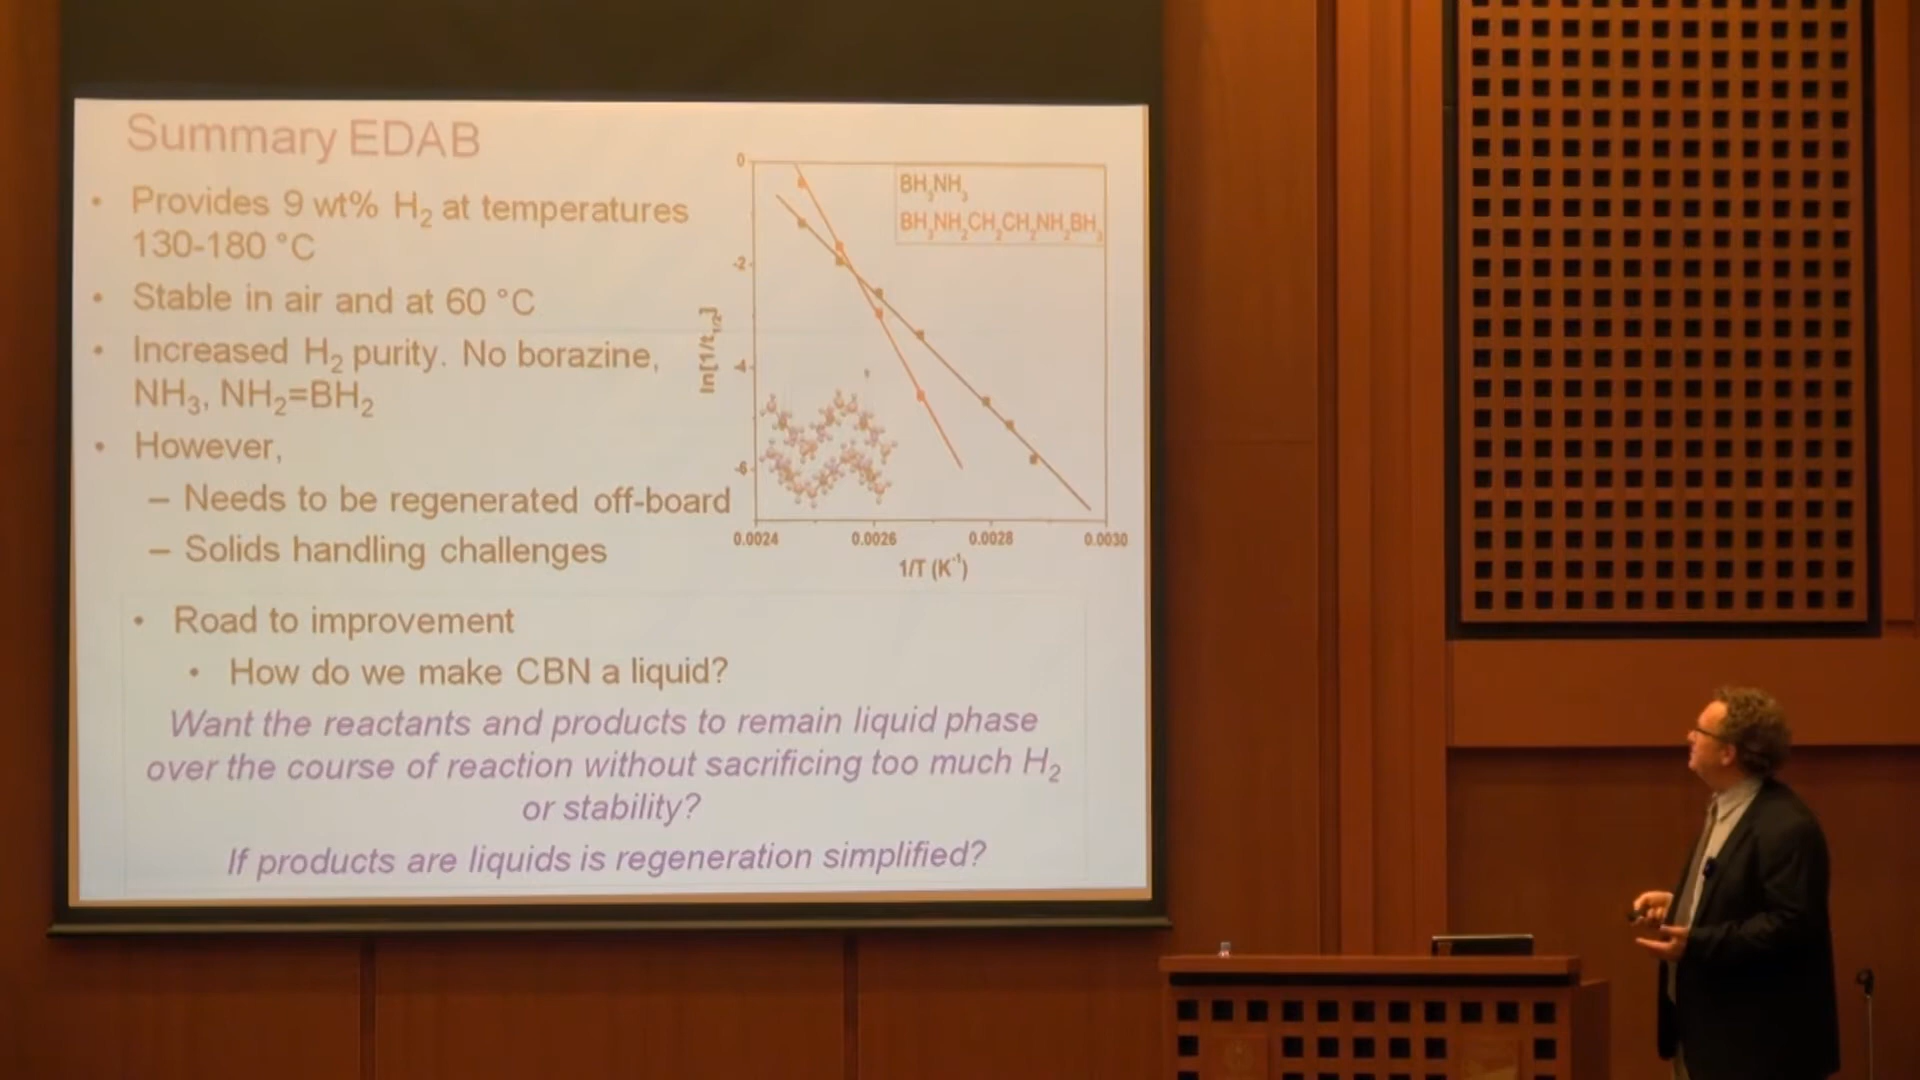 Summary EDAB
• Provides 9 wt% H₂ at temperatures
130-180 °C
• Stable in air and at 60 °C
• Increased H₂ purity. No borazine,
NH₃, NH₂=BH₂
• However,
– Needs to be regenerated off-board
– Solids handling challenges
0
-2
-4
-6
ln[1/t₁/₂]
BH₃NH₃
BH₃NH₂CH₂CH₂NH₂BH₃
0.0024 0.0026 0.0028 0.0030
1/T (K⁻¹)
• Road to improvement
• How do we make CBN a liquid?
Want the reactants and products to remain liquid phase
over the course of reaction without sacrificing too much H₂
or stability?
If products are liquids is regeneration simplified?